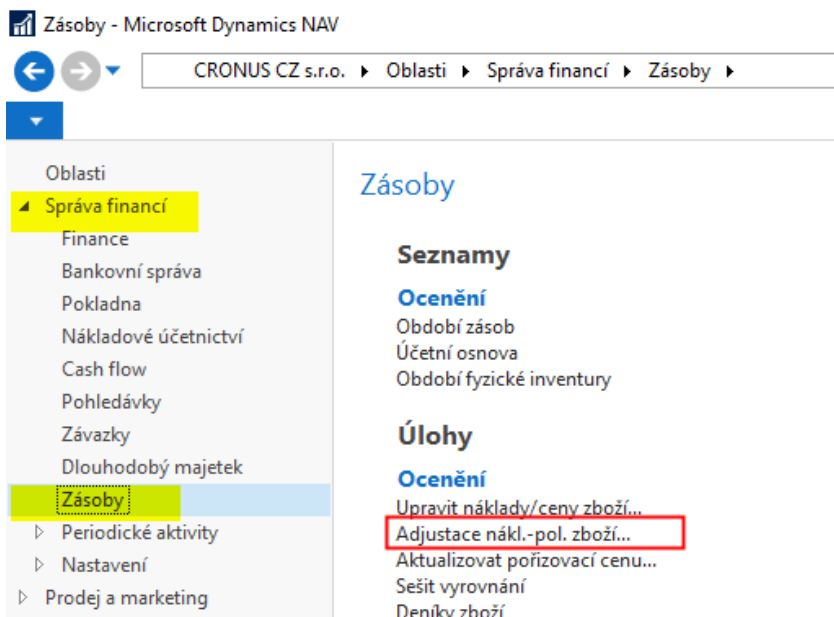 Zásoby - Microsoft Dynamics NAV
CRONUS CZ s.r.o. ▸ Oblasti ▸ Správa financí ▸ Zásoby ▸
Oblasti
Správa financí
Finance
Bankovní správa
Pokladna
Nákladové účetnictví
Cash flow
Pohledávky
Závazky
Dlouhodobý majetek
Zásoby
Periodické aktivity
Nastavení
Prodej a marketing
Zásoby
Seznamy
Ocenění
Období zásob
Účetní osnova
Období fyzické inventury
Úlohy
Ocenění
Upravit náklady/ceny zboží...
Adjustace nákl.-pol. zboží...
Aktualizovat pořizovací cenu...
Sešit vyrovnání
Deníky zboží